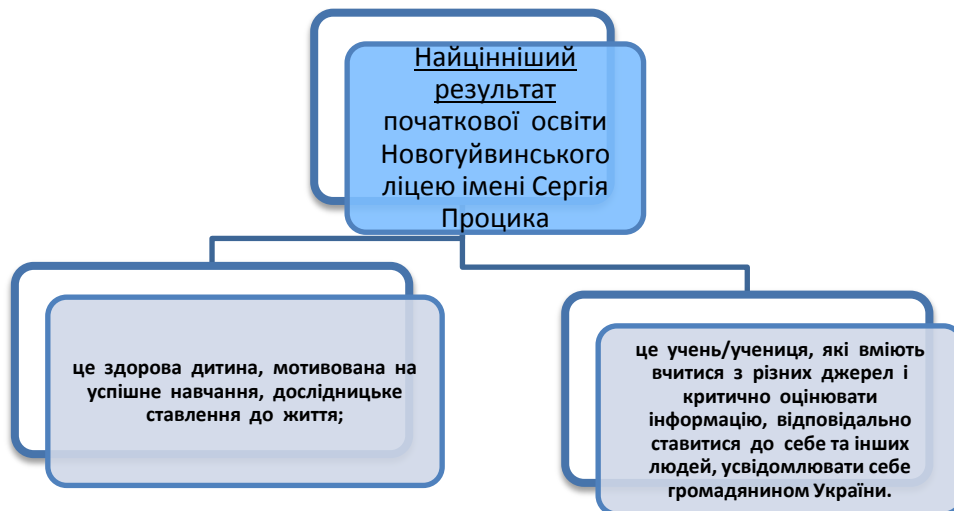 Найцінніший
результат
початкової освіти
Новогуйвинського
ліцею імені Сергія
Процика
це здорова дитина, мотивована на
успішне навчання, дослідницьке
ставлення до життя;
це учень/учениця, які вміють
вчитися з різних джерел і
критично оцінювати
інформацію, відповідально
ставитися до себе та інших
людей, усвідомлювати себе
громадянином України.